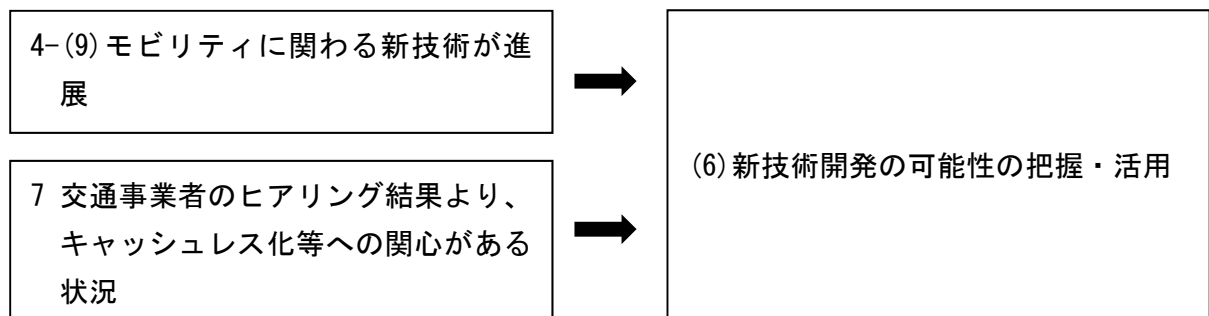 4-(9)モビリティに関わる新技術が進
展
7 交通事業者のヒアリング結果より、
キャッシュレス化等への関心がある
状況
(6)新技術開発の可能性の把握・活用